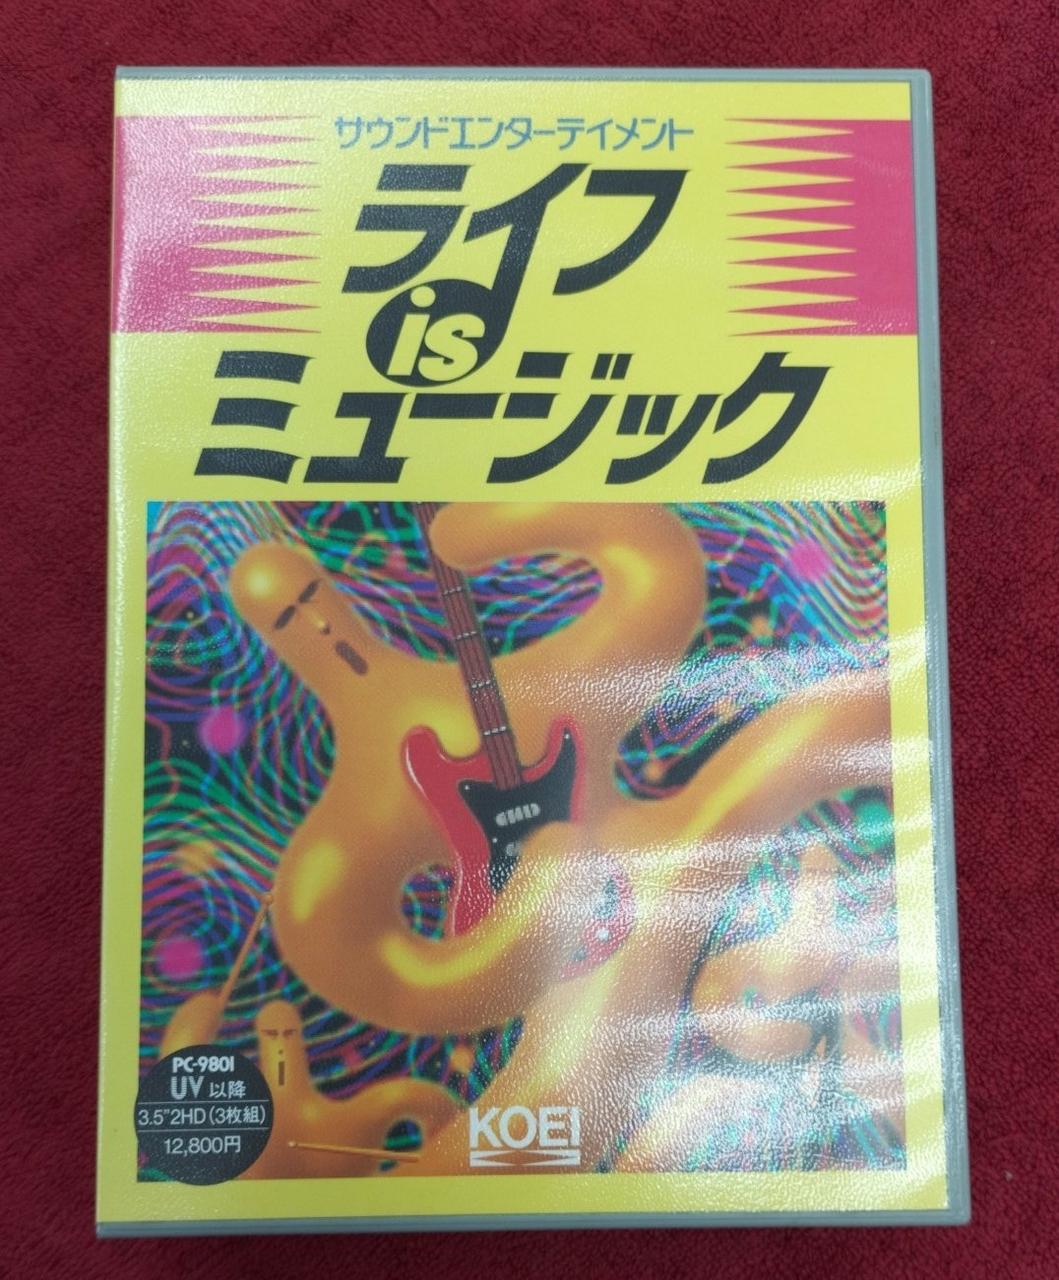 サウンドエンターテイメント
ライフ
is
ミュージック
PC-9801
UV以降
3.5"2HD(3枚組)
12,800円
KOEI